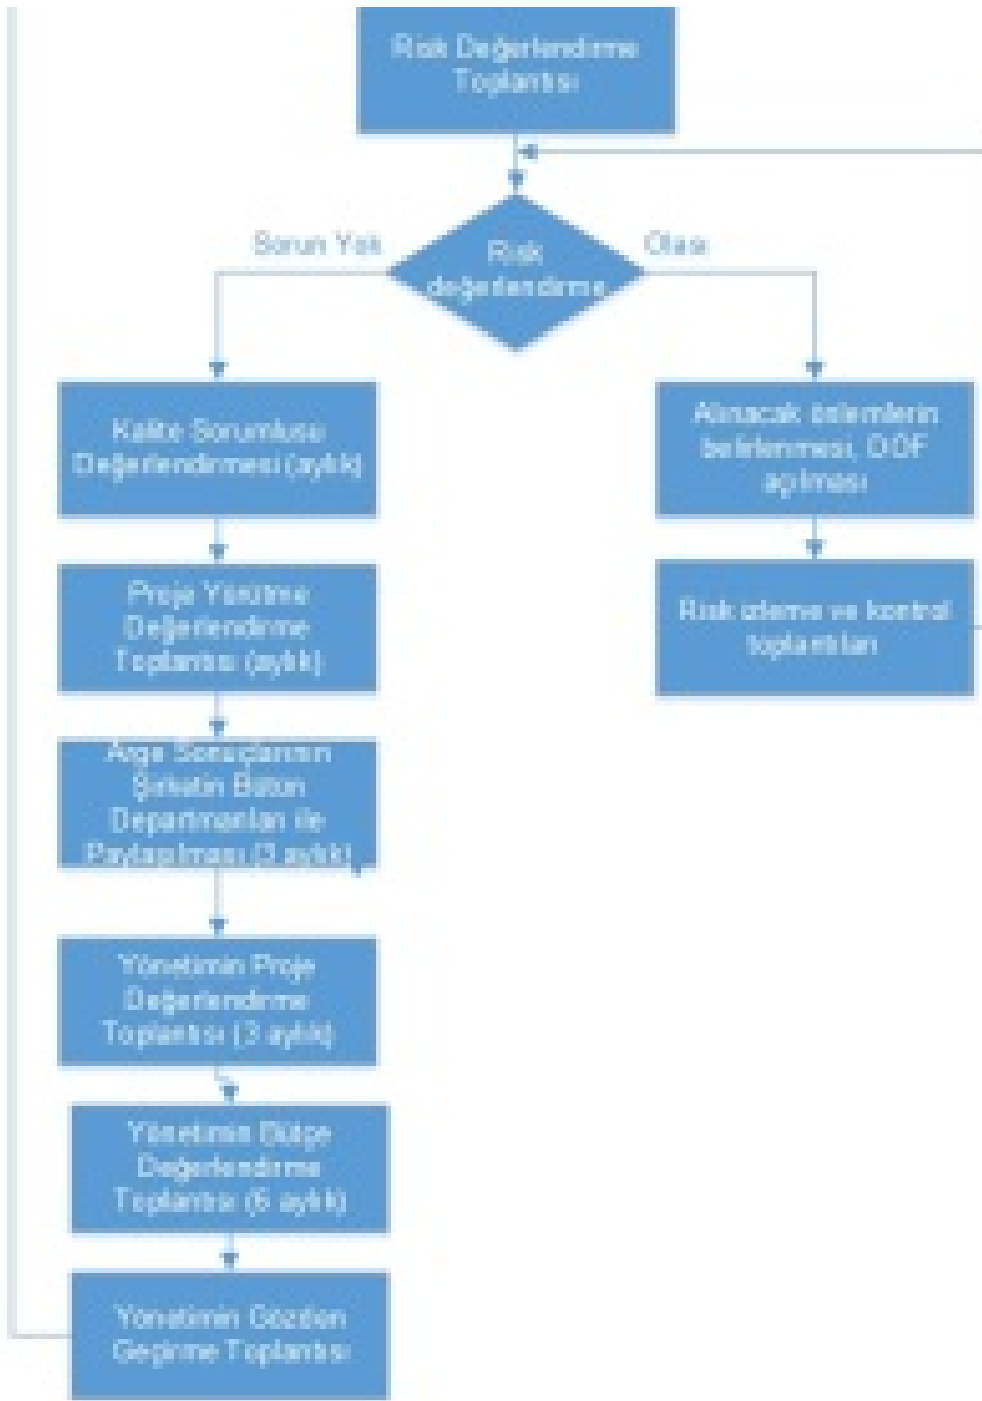 Risk Değerlendirme
Toplantısı
Sorun Yok
Risk
değerlendirme
Olası
Kalite Sorumlusu
Değerlendirmesi (aylık)
Proje Yürütme
Değerlendirme
Toplantısı (aylık)
Arge Sonuçlarının
Şirketin Bütün
Departmanları ile
Paylaşılması (3 aylık)
Yönetimin Proje
Değerlendirme
Toplantısı (3 aylık)
Yönetimin Bütçe
Değerlendirme
Toplantısı (6 aylık)
Yönetimin Gözden
Geçirme Toplantısı
Alınacak önlemlerin
belirlenmesi, DÖF
açılması
Risk izleme ve kontrol
toplantıları